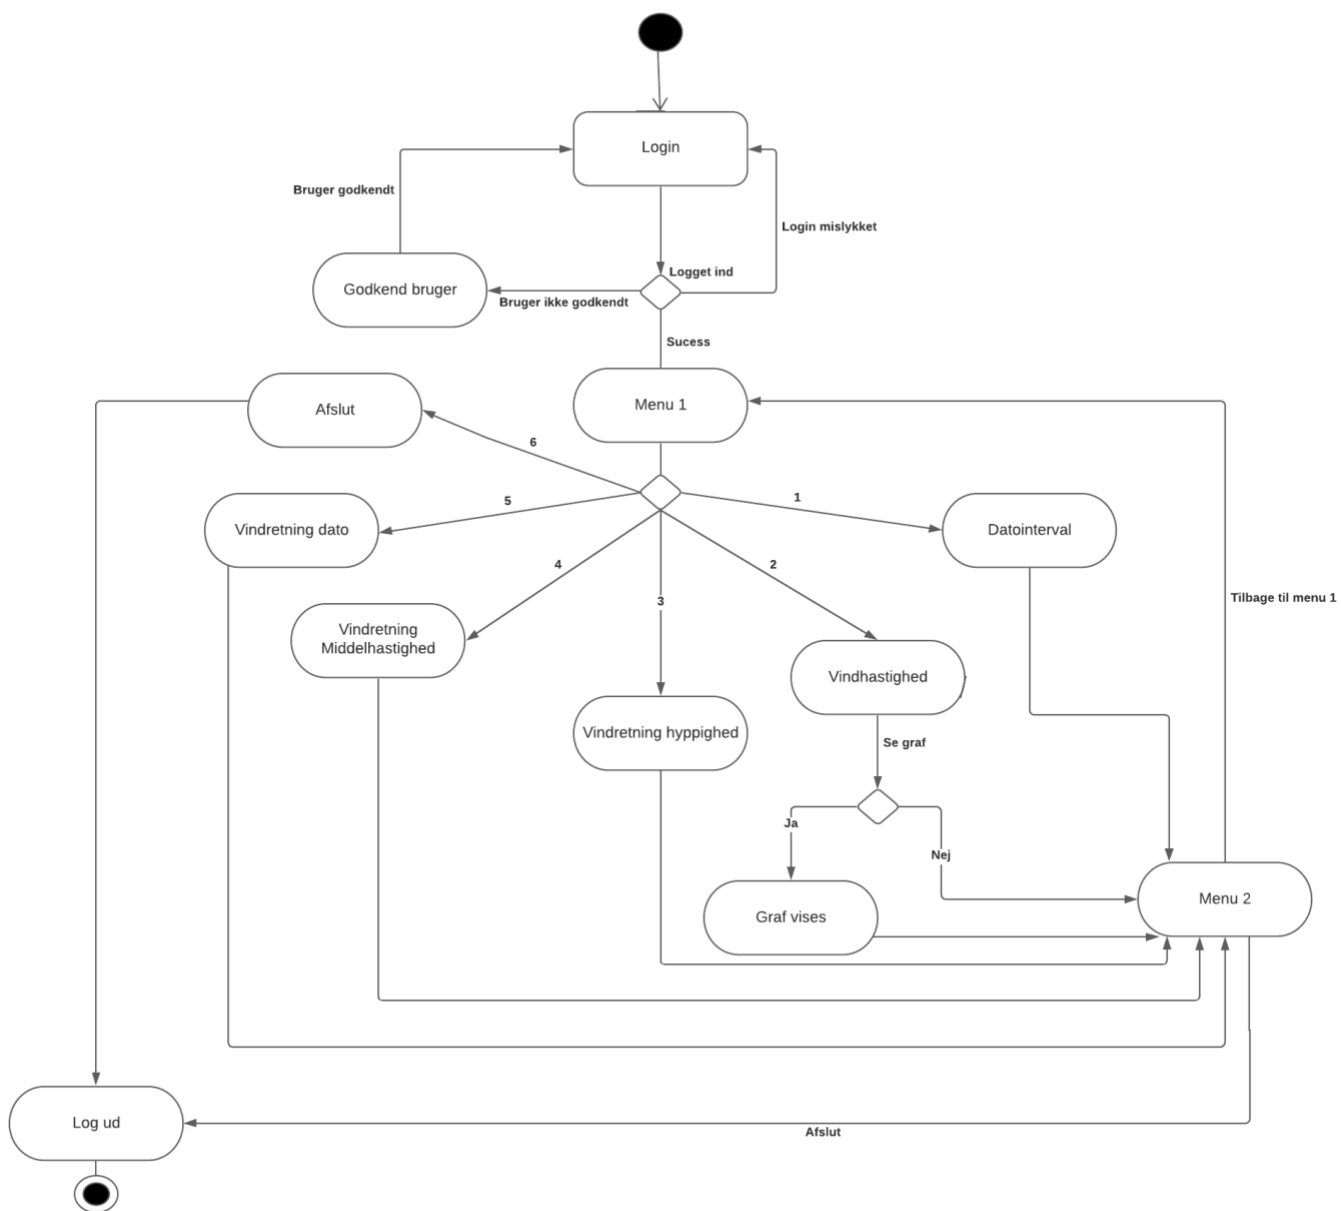 Login
Bruger godkendt
Login mislykket
Logget ind
Godkend bruger
Bruger ikke godkendt
Sucess
Afslut
Menu 1
6
5
1
Vindretning dato
Datointerval
4
2
3
Tilbage til menu 1
Vindretning
Middelhastighed
Vindhastighed
Vindretning hyppighed
Se graf
Ja
Nej
Graf vises
Menu 2
Log ud
Afslut